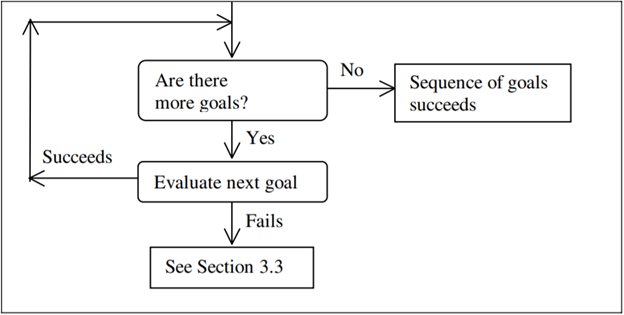 Are there
more goals?
No
Sequence of goals
succeeds
Yes
Succeeds
Evaluate next goal
Fails
See Section 3.3